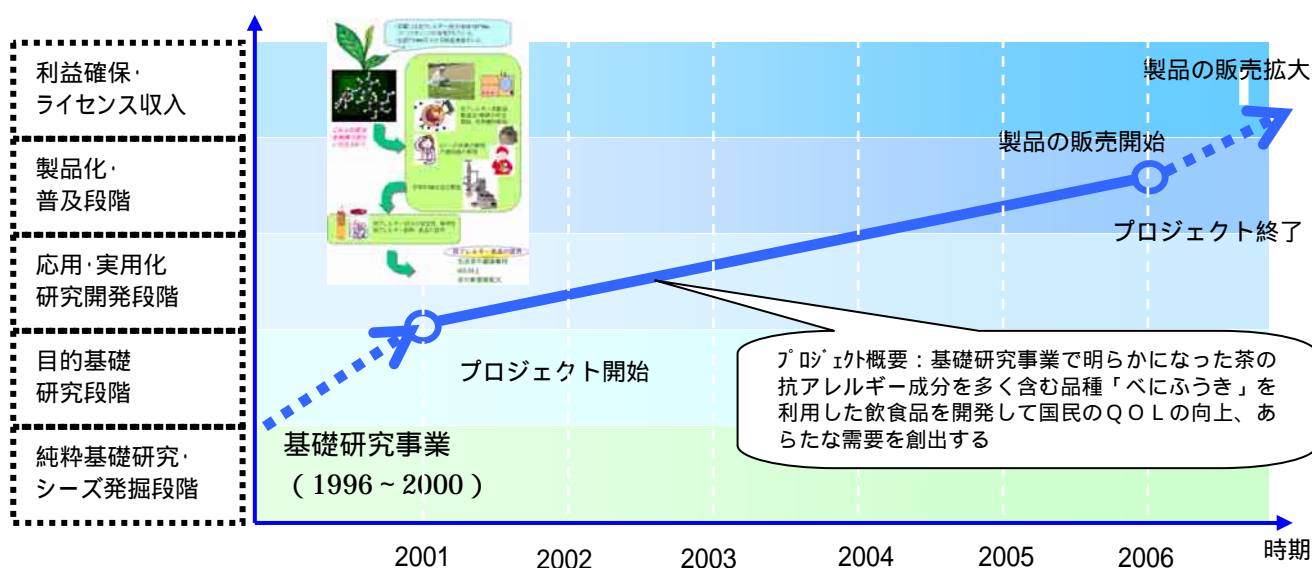 利益確保・
ライセンス収入
製品化・
普及段階
応用・実用化
研究開発段階
目的基礎
研究段階
純粋基礎研究・
シーズ発掘段階
製品の販売拡大
製品の販売開始
プロジェクト終了
プロジェクト開始
プロジェクト概要：基礎研究事業で明らかになった茶の
抗アレルギー成分を多く含む品種「べにふうき」を
利用した飲食品を開発して国民のＱＯＬの向上、あ
らたな需要を創出する
基礎研究事業
（1996～2000）
2001
2002
2003
2004
2005
2006
時期